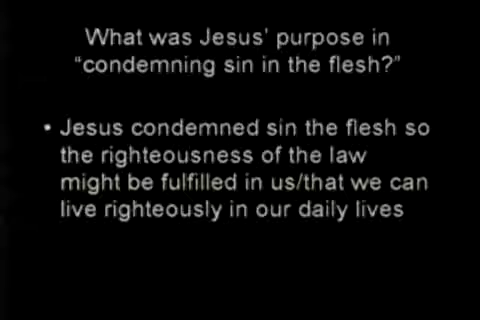 What was Jesus' purpose in
“condemning sin in the flesh?”
• Jesus condemned sin the flesh so
the righteousness of the law
might be fulfilled in us/that we can
live righteously in our daily lives